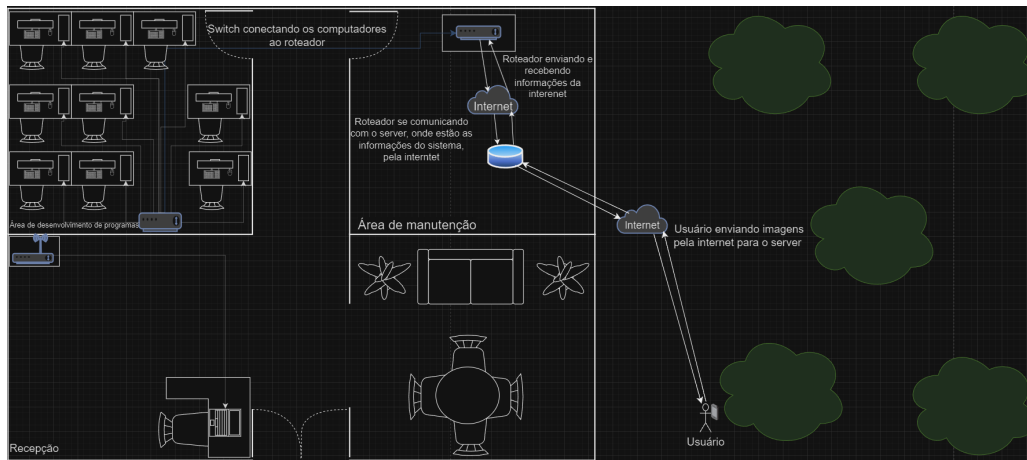 Switch conectando os computadores
ao roteador
Roteador enviando e
recebendo
informações da
interenet
Internet
Roteador se comunicando
com o server, onde estão as
informações do sistema,
pela interntet
Internet
Usuário enviando imagens
pela internet para o server
Área de desenvolvimento de programas
Área de manutenção
Recepção
Usuário